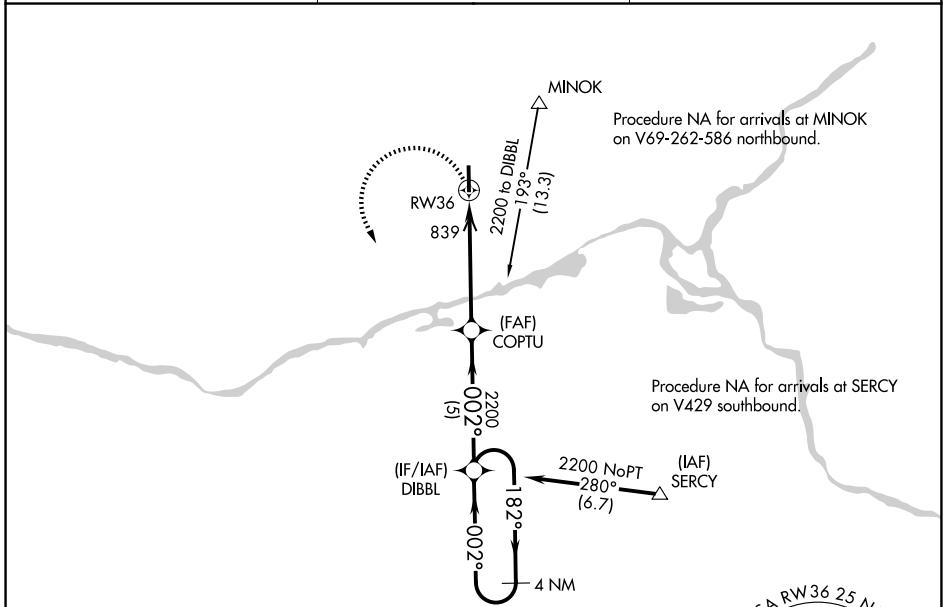 MINOK
Procedure NA for arrivals at MINOK
on V69-262-586 northbound.
2200 to DIBBL
193°
(13.3)
RW36
839
(FAF)
COPTU
Procedure NA for arrivals at SERCY
on V429 southbound.
2200
002°
(5)
(IF/IAF)
DIBBL
2200 NoPT
280°
(6.7)
(IAF)
SERCY
182°
002°
4 NM
RW36 25